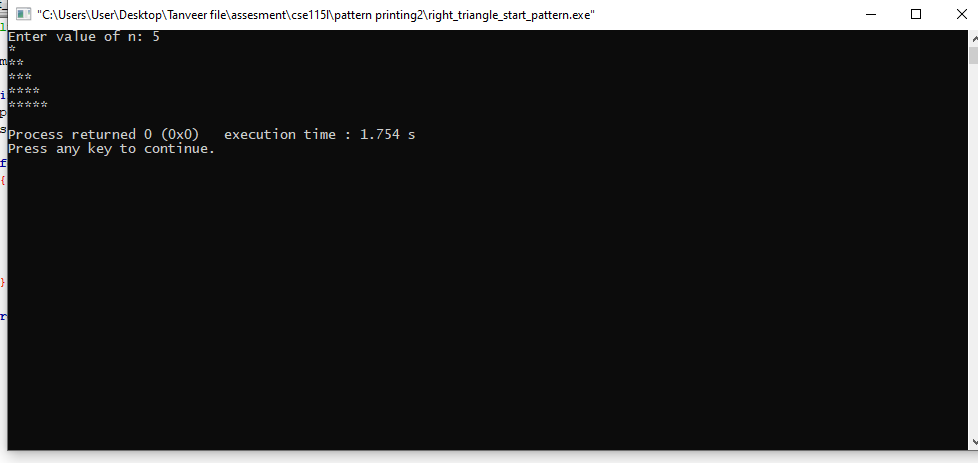 "C:\Users\User\Desktop\Tanveer file\assesment\cse115l\pattern printing2\right_triangle_start_pattern.exe"
Enter value of n: 5
*
**
***
****
*****
Process returned 0 (0x0)   execution time : 1.754 s
Press any key to continue.